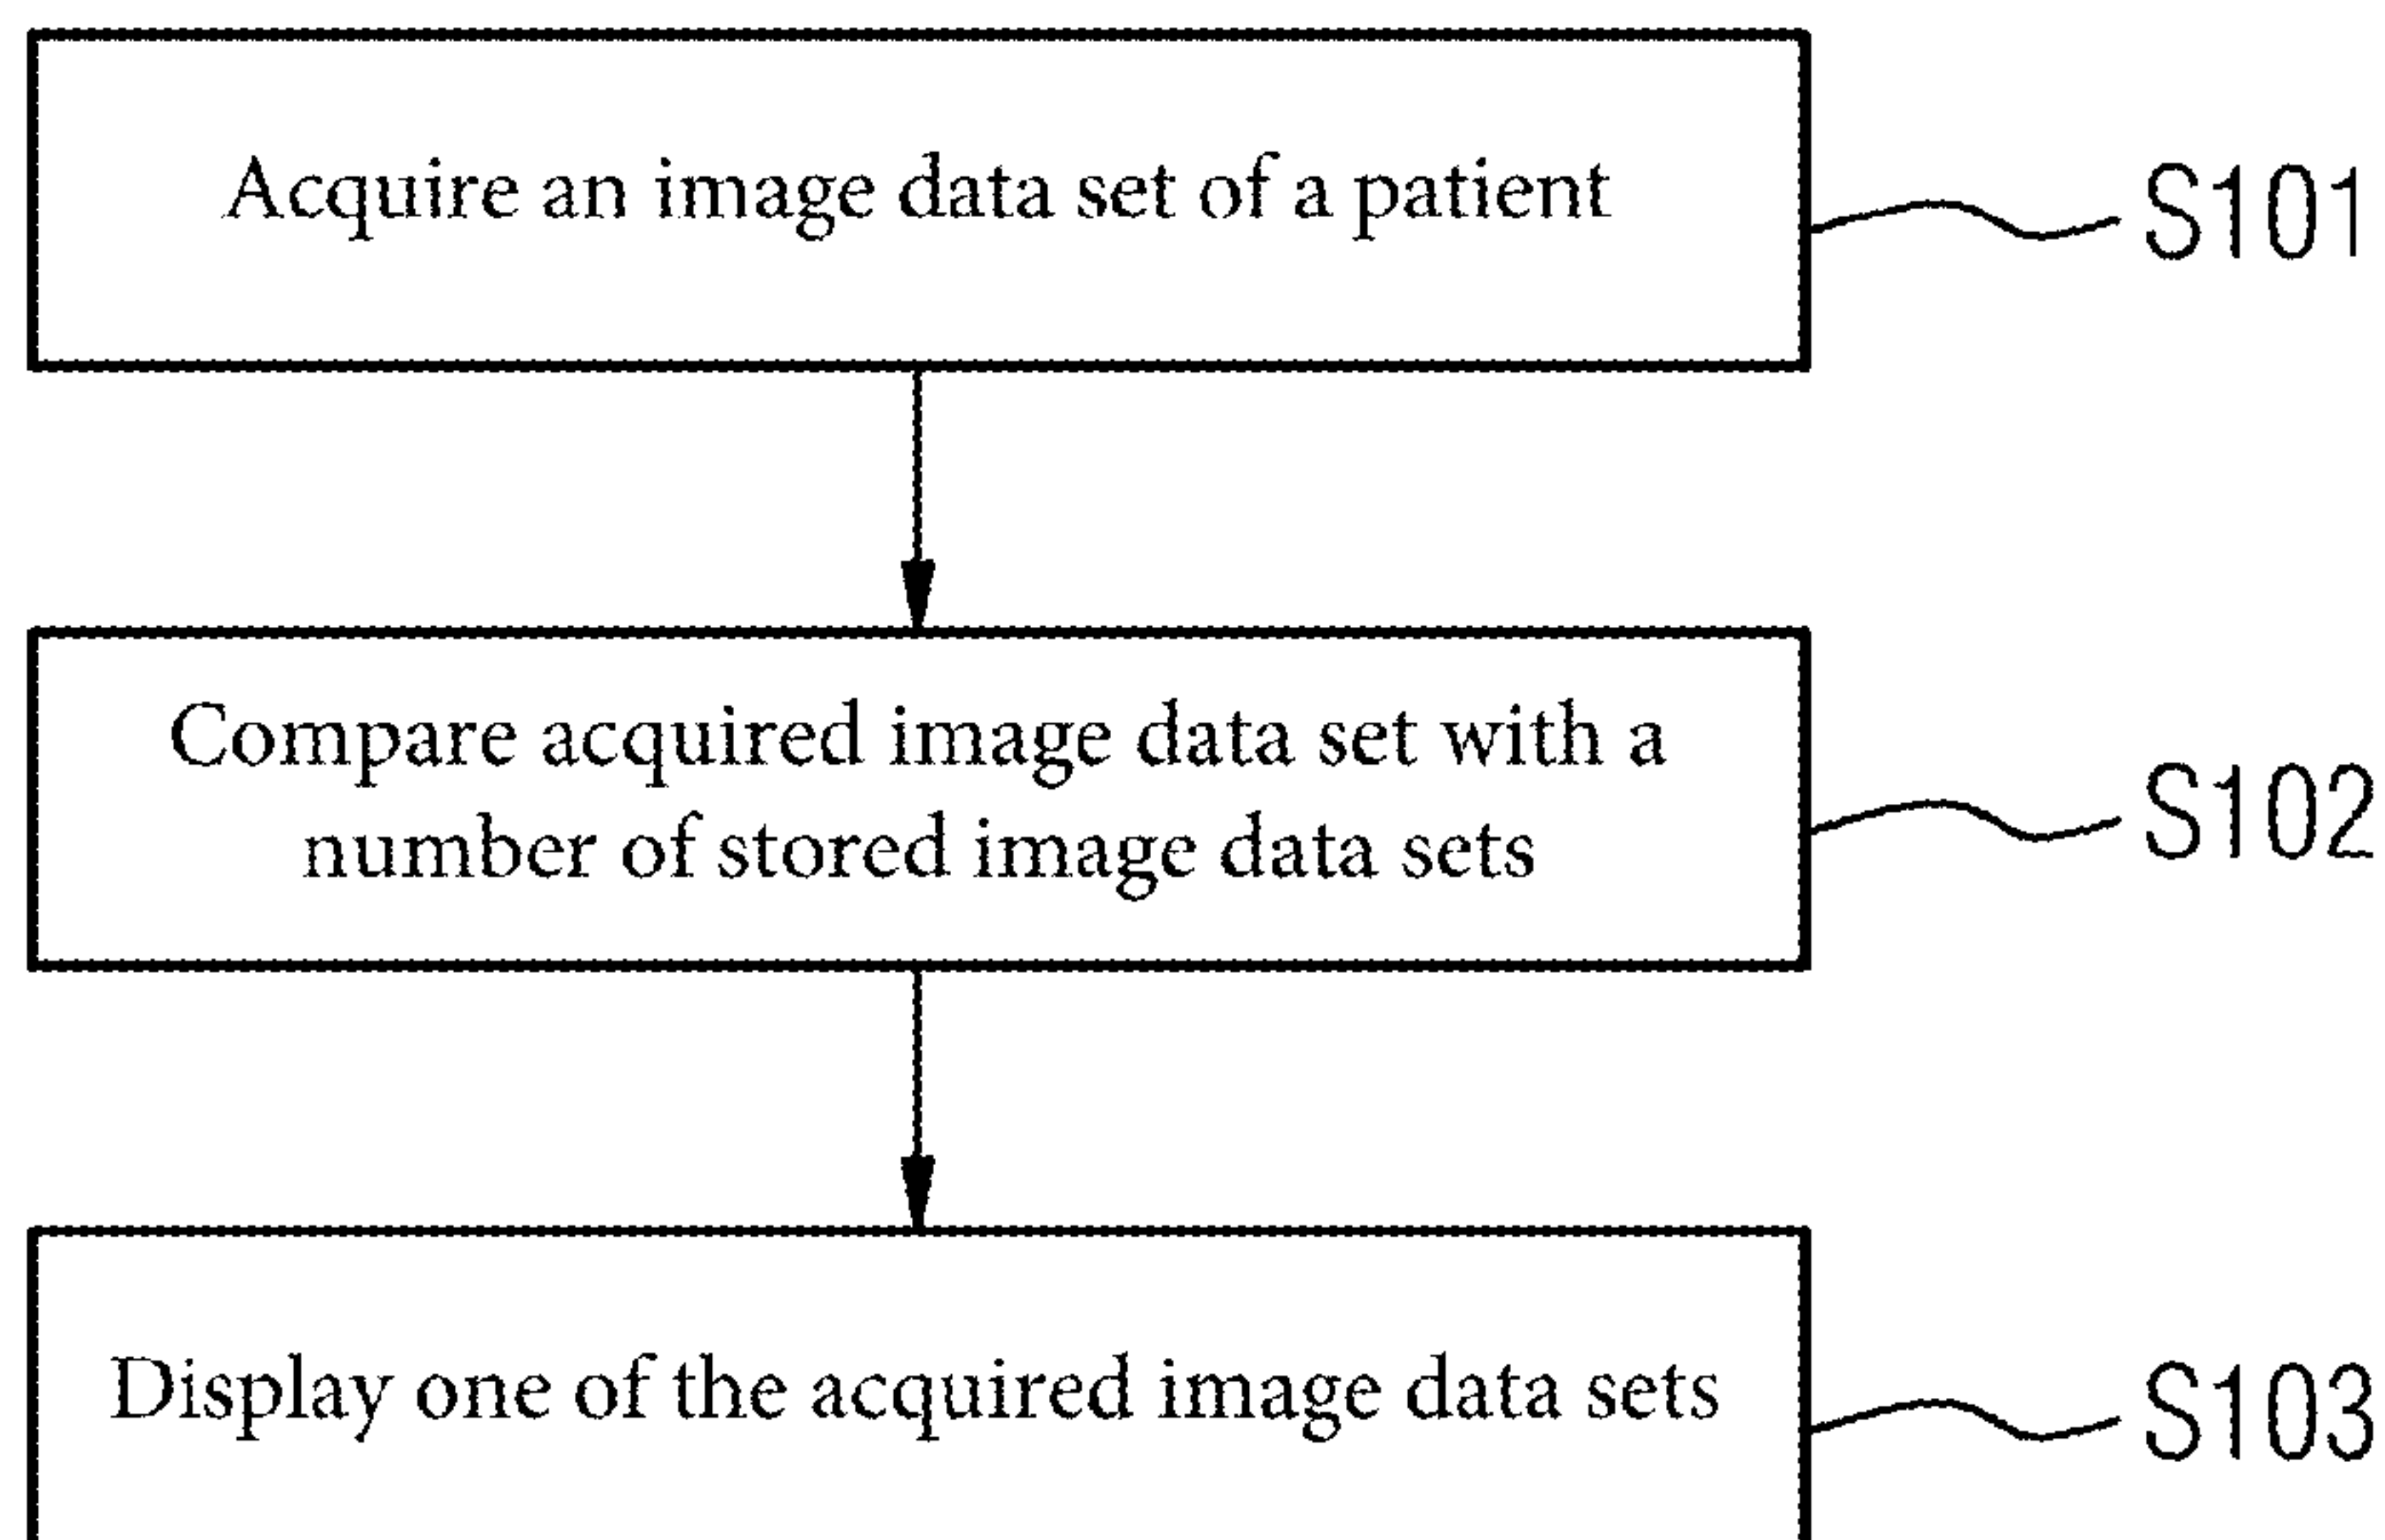 Acquire an image data set of a patient
S101
Compare acquired image data set with a
number of stored image data sets
S102
Display one of the acquired image data sets
S103